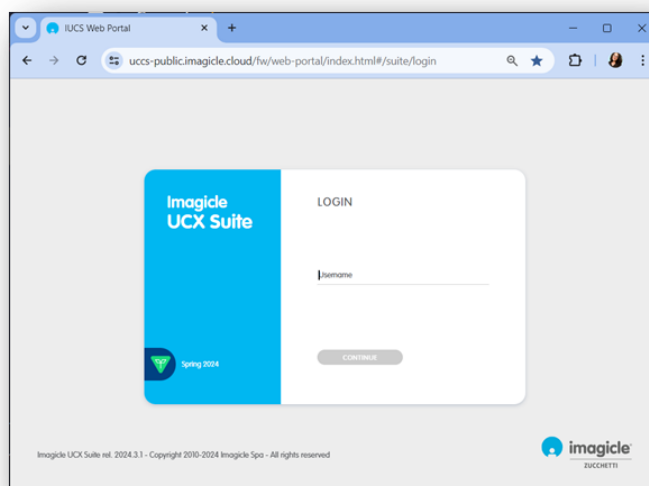 IUCS Web Portal
uccs-public.imagicle.cloud/fw/web-portal/index.html#/suite/login
Imagicle
UCX Suite
LOGIN
Username
CONTINUE
Spring 2024
Imagicle UCX Suite rel. 2024.3.1 - Copyright 2010-2024 Imagicle Spa - All rights reserved
imagicle
ZUCCHETTI